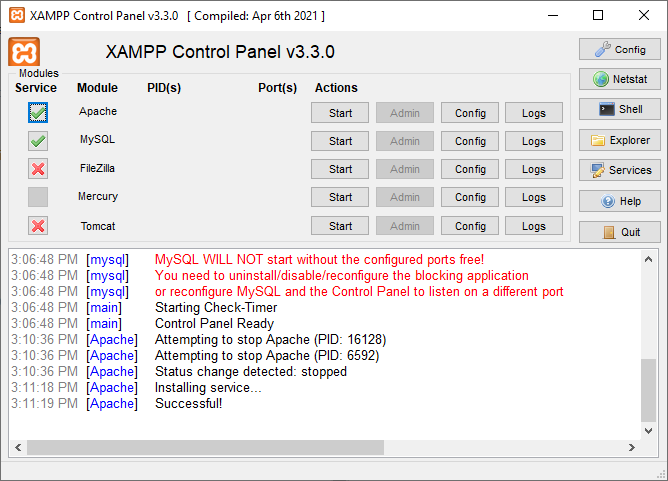 XAMPP Control Panel v3.3.0 [ Compiled: Apr 6th 2021 ]
XAMPP Control Panel v3.3.0
Config
Modules
Service Module PID(s) Port(s) Actions
Netstat
Apache Start Admin Config Logs
Shell
MySQL Start Admin Config Logs
Explorer
FileZilla Start Admin Config Logs
Services
Mercury Start Admin Config Logs
Help
Tomcat Start Admin Config Logs
Quit
3:06:48 PM [mysql] MySQL WILL NOT start without the configured ports free!
3:06:48 PM [mysql] You need to uninstall/disable/reconfigure the blocking application
3:06:48 PM [mysql] or reconfigure MySQL and the Control Panel to listen on a different port
3:06:48 PM [main] Starting Check-Timer
3:06:48 PM [main] Control Panel Ready
3:10:36 PM [Apache] Attempting to stop Apache (PID: 16128)
3:10:36 PM [Apache] Attempting to stop Apache (PID: 6592)
3:10:36 PM [Apache] Status change detected: stopped
3:11:18 PM [Apache] Installing service...
3:11:19 PM [Apache] Successful!